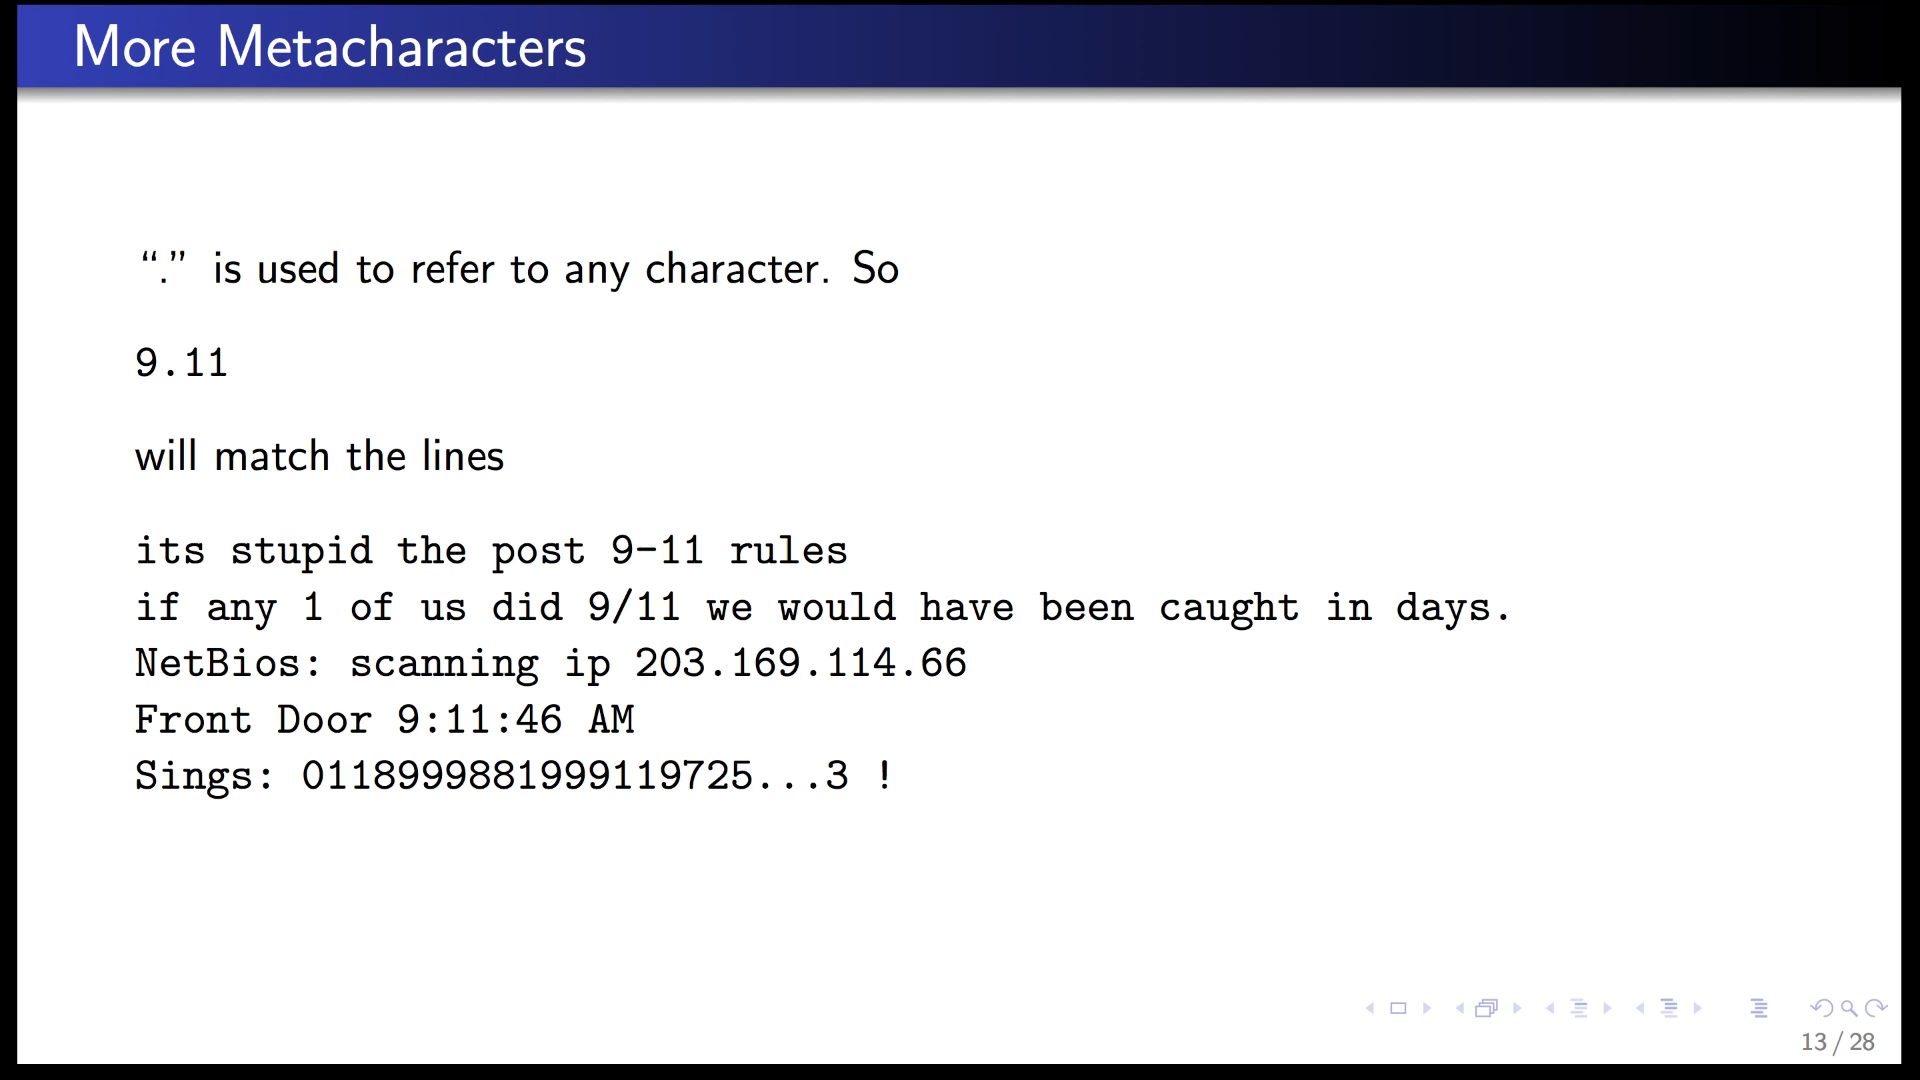 More Metacharacters
“.” is used to refer to any character. So
9.11
will match the lines
its stupid the post 9-11 rules
if any 1 of us did 9/11 we would have been caught in days.
NetBios: scanning ip 203.169.114.66
Front Door 9:11:46 AM
Sings: 0118999881999119725...3 !
13 / 28